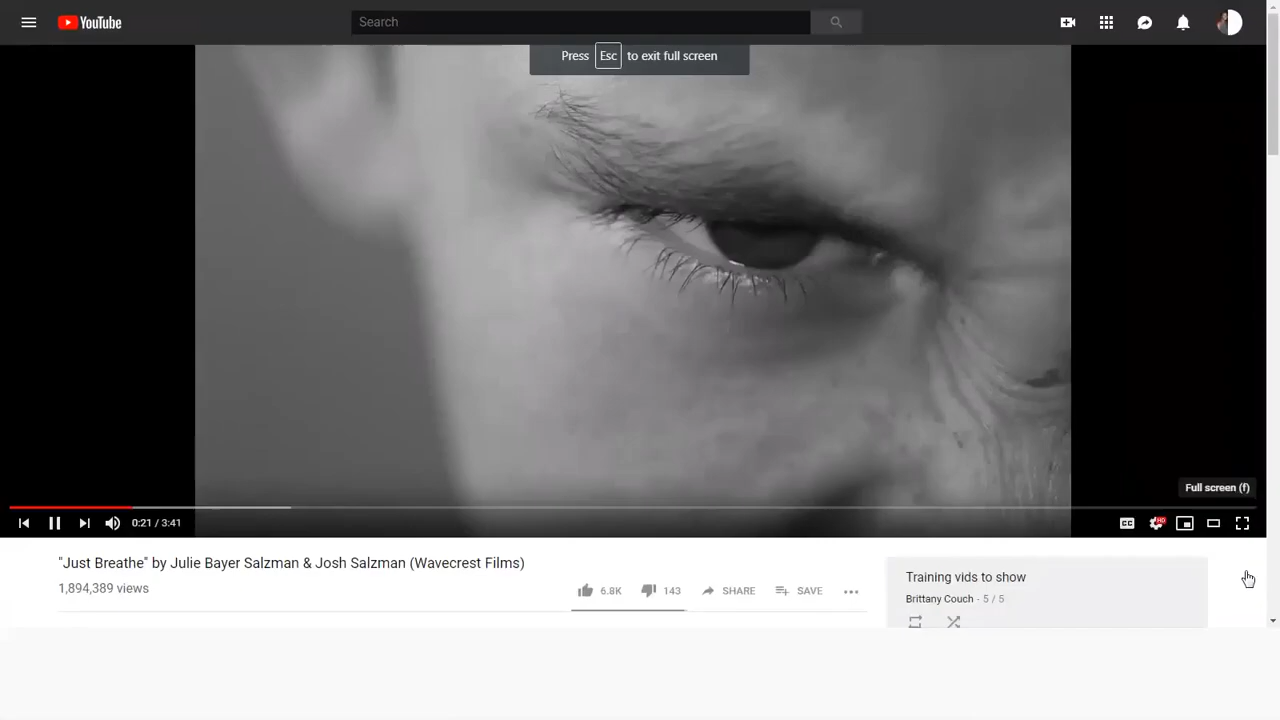 YouTube
Search
Press Esc to exit full screen
Full screen (f)
0:21 / 3:41
CC
HD
"Just Breathe" by Julie Bayer Salzman & Josh Salzman (Wavecrest Films)
1,894,389 views
6.8K
143
SHARE
SAVE
Training vids to show
Brittany Couch - 5 / 5